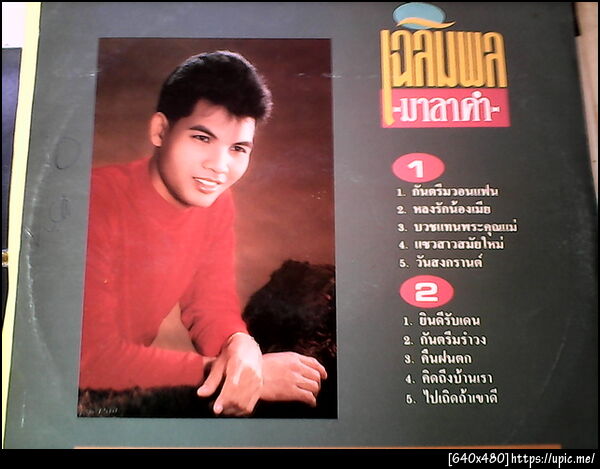 เฉลิมพล
-มาลาคำ-
1
1. กันตรึมวอนแฟน
2. หลงรักน้องเมีย
3. บวชแทนพระคุณแม่
4. แซวสาวสมัยใหม่
5. วันสงกรานต์
2
1. ยินดีรับเดน
2. กันตรึมรำวง
3. คืนฝนตก
4. คิดถึงบ้านเรา
5. ไปเถิดถ้าเขาดี
[640x480]https://upic.me/